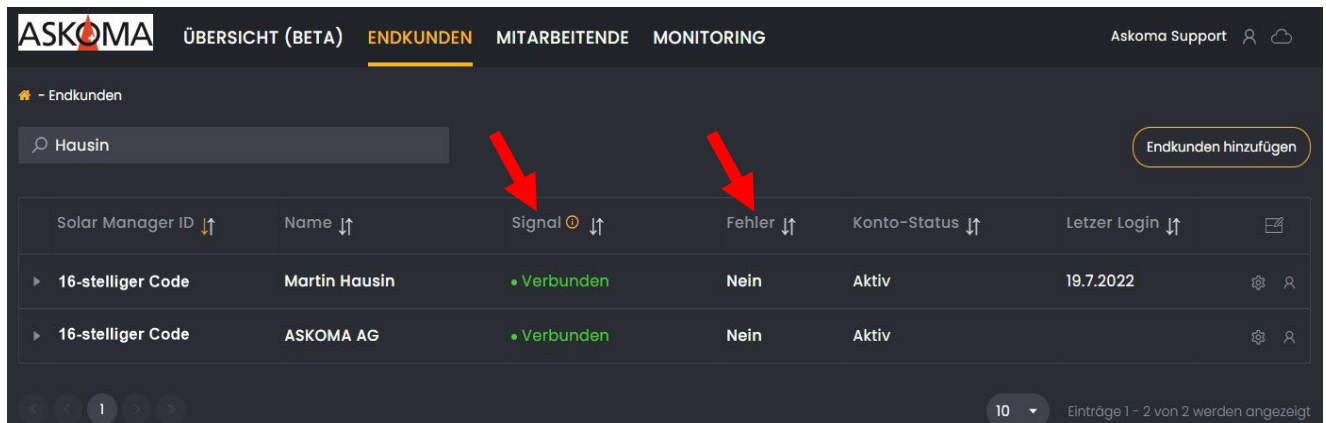 ASKOMA ÜBERSICHT (BETA) ENDKUNDEN MITARBEITENDE MONITORING Askoma Support
- Endkunden
Hausin Endkunden hinzufügen
Solar Manager ID Name Signal Fehler Konto-Status Letzer Login
16-stelliger Code Martin Hausin • Verbunden Nein Aktiv 19.7.2022
16-stelliger Code ASKOMA AG • Verbunden Nein Aktiv
1 10 Einträge 1 - 2 von 2 werden angezeigt